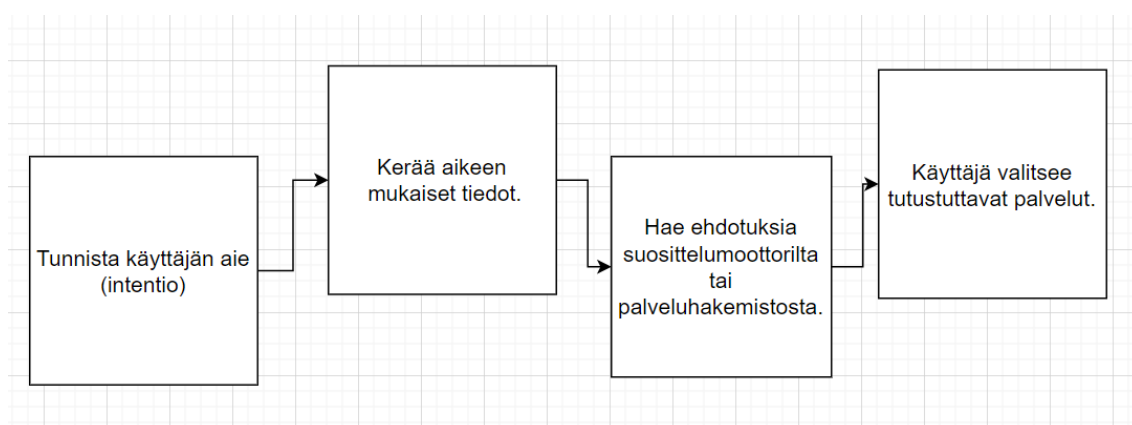 Tunnista käyttäjän aie
(intentio)
Kerää aikeen
mukaiset tiedot.
Hae ehdotuksia
suosittelumoottorilta
tai
palveluhakemistosta.
Käyttäjä valitsee
tutustuttavat palvelut.